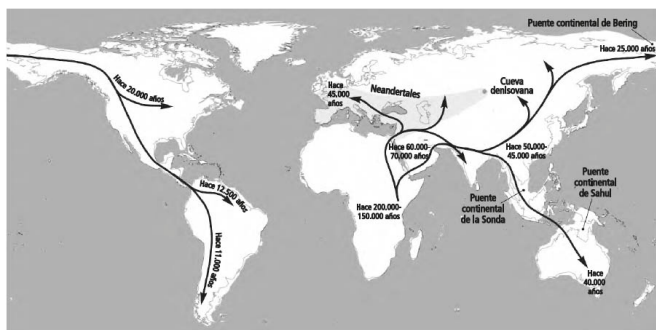 Puente continental de Bering
Hace 25.000 años
Hace 20.000 años
Hace
45.000
años
Neandertales
Cueva
denisovana
Hace 60.000-
70.000 años
Hace 50.000-
45.000 años
Hace 12.500 años
Hace 200.000-
150.000 años
Puente
continental
de la Sonda
Puente
continental
de Sahul
Hace 11.000 años
Hace
40.000
años